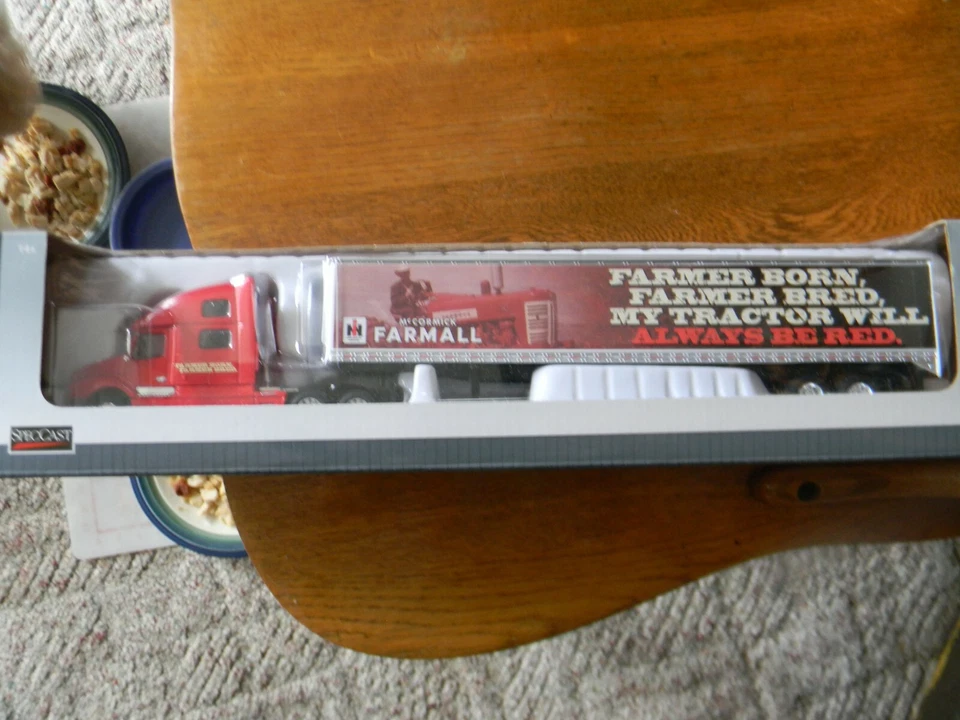 FARMER BORN,
FARMER BRED,
MY TRACTOR WILL
ALWAYS BE RED.
McCORMICK
FARMALL
SPECCAST